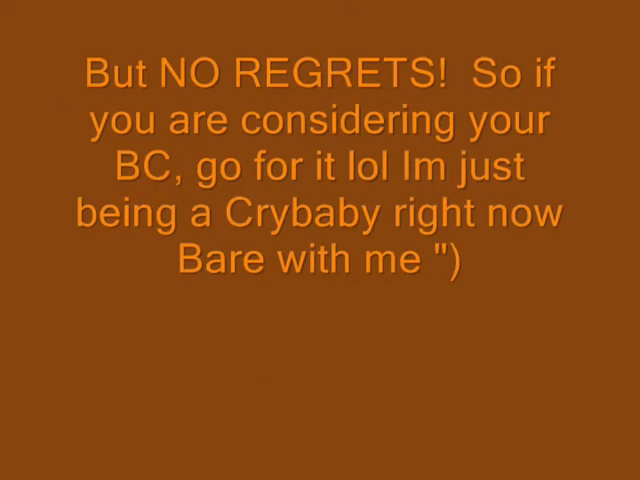 But NO REGRETS!  So if
you are considering your
BC, go for it lol Im just
being a Crybaby right now
Bare with me ")